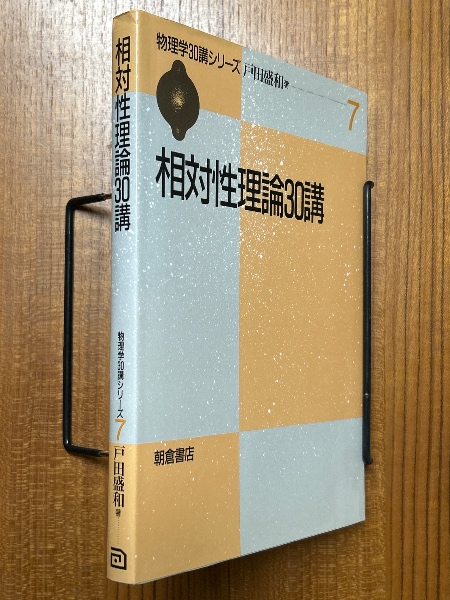 物理学30講シリーズ 戸田盛和著 7
相対性理論30講
朝倉書店
相対性理論30講
物理学30講シリーズ 7 戸田盛和 著